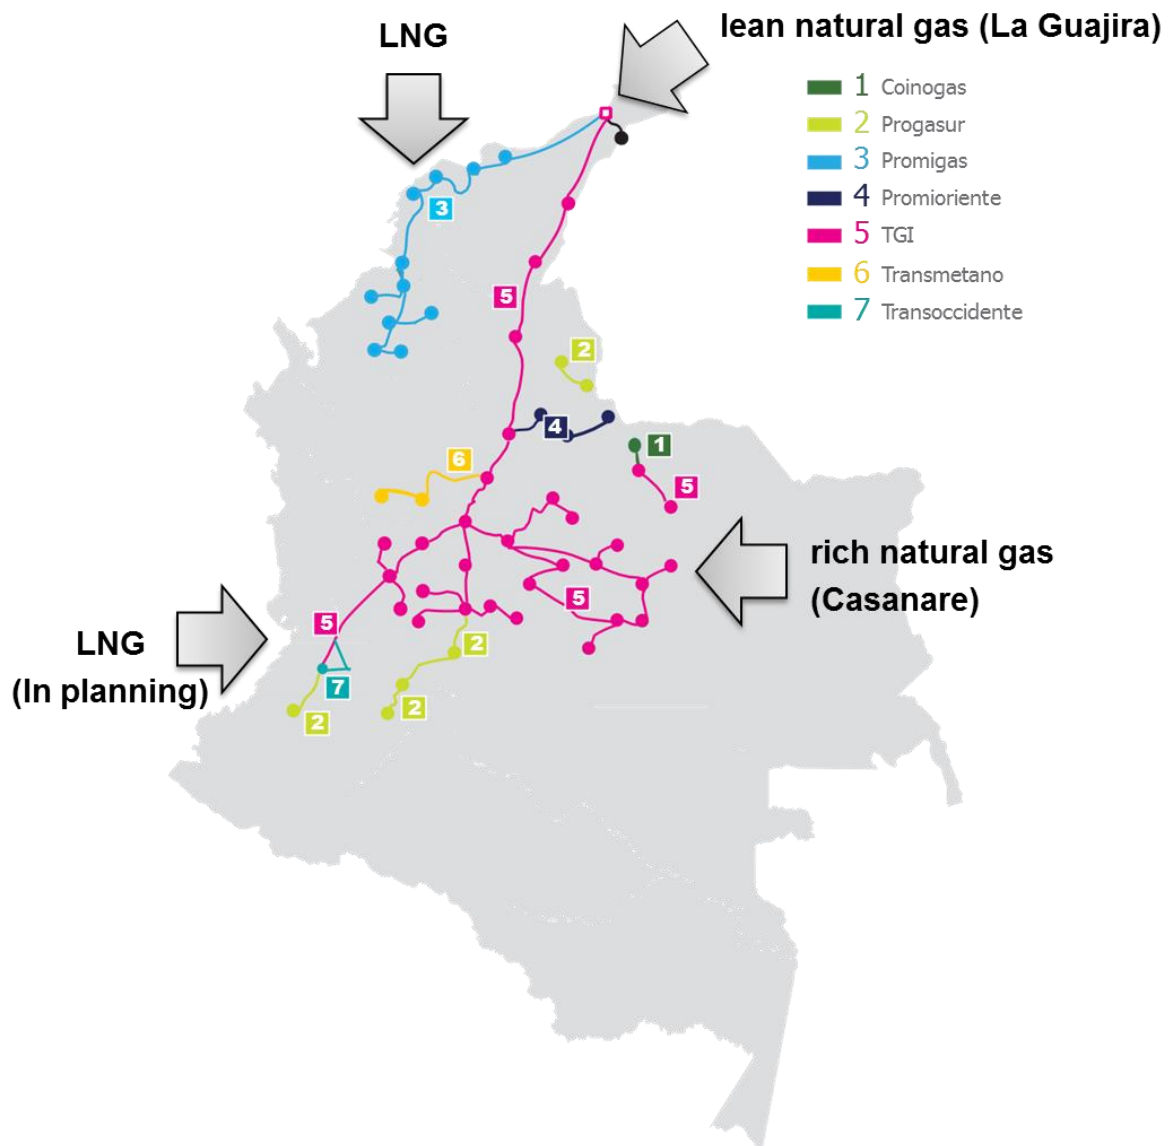 LNG
lean natural gas (La Guajira)
1 Coinogas
2 Progasur
3 Promigas
4 Promioriente
5 TGI
6 Transmetano
7 Transoccidente
3
5
2
4
1
6
5
rich natural gas
(Casanare)
5
5
LNG
(In planning)
2
7
2
2